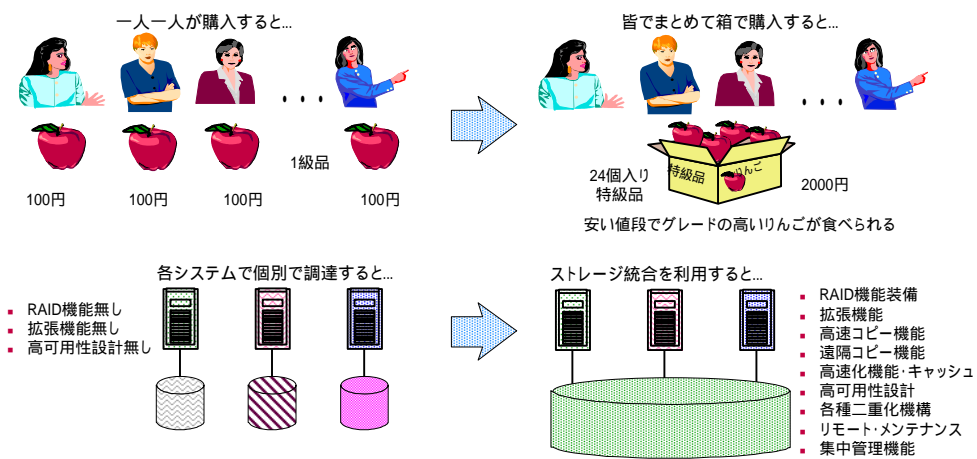 一人一人が購入すると...
皆でまとめて箱で購入すると...
・・・
・・・
1級品
100円
100円
100円
100円
24個入り
特級品
特級品
りんご
2000円
安い値段でグレードの高いりんごが食べられる
各システムで個別で調達すると...
ストレージ統合を利用すると...
▪ RAID機能無し
▪ 拡張機能無し
▪ 高可用性設計無し
▪ RAID機能装備
▪ 拡張機能
▪ 高速コピー機能
▪ 遠隔コピー機能
▪ 高速化機能・キャッシュ
▪ 高可用性設計
▪ 各種二重化機構
▪ リモート・メンテナンス
▪ 集中管理機能